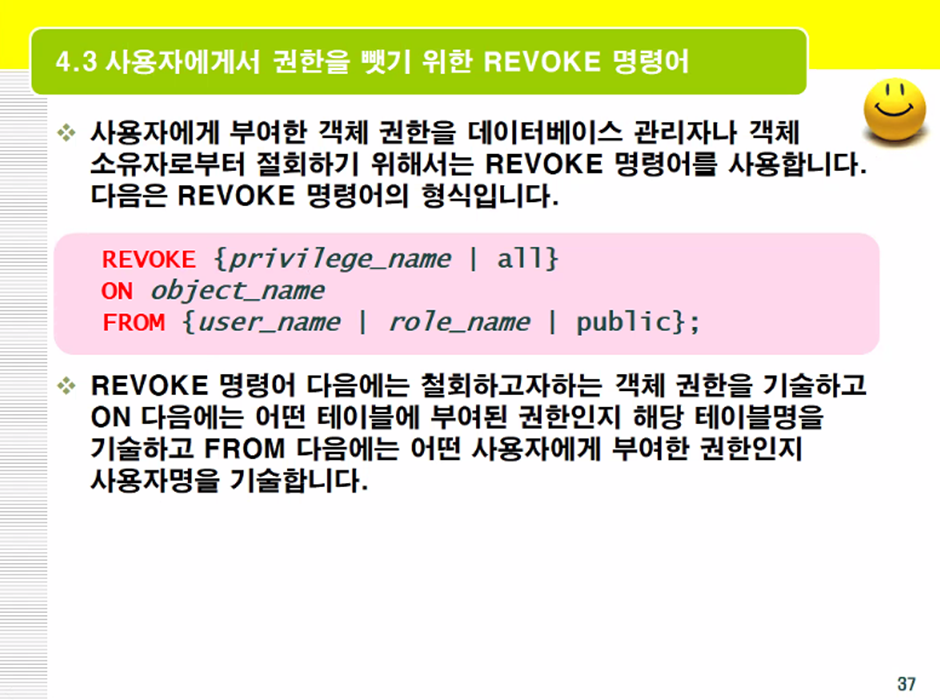 4.3 사용자에게서 권한을 뺏기 위한 REVOKE 명령어
사용자에게 부여한 객체 권한을 데이터베이스 관리자나 객체
소유자로부터 절회하기 위해서는 REVOKE 명령어를 사용합니다.
다음은 REVOKE 명령어의 형식입니다.
REVOKE {privilege_name | all}
ON object_name
FROM {user_name | role_name | public};
REVOKE 명령어 다음에는 철회하고자하는 객체 권한을 기술하고
ON 다음에는 어떤 테이블에 부여된 권한인지 해당 테이블명을
기술하고 FROM 다음에는 어떤 사용자에게 부여한 권한인지
사용자명을 기술합니다.
37